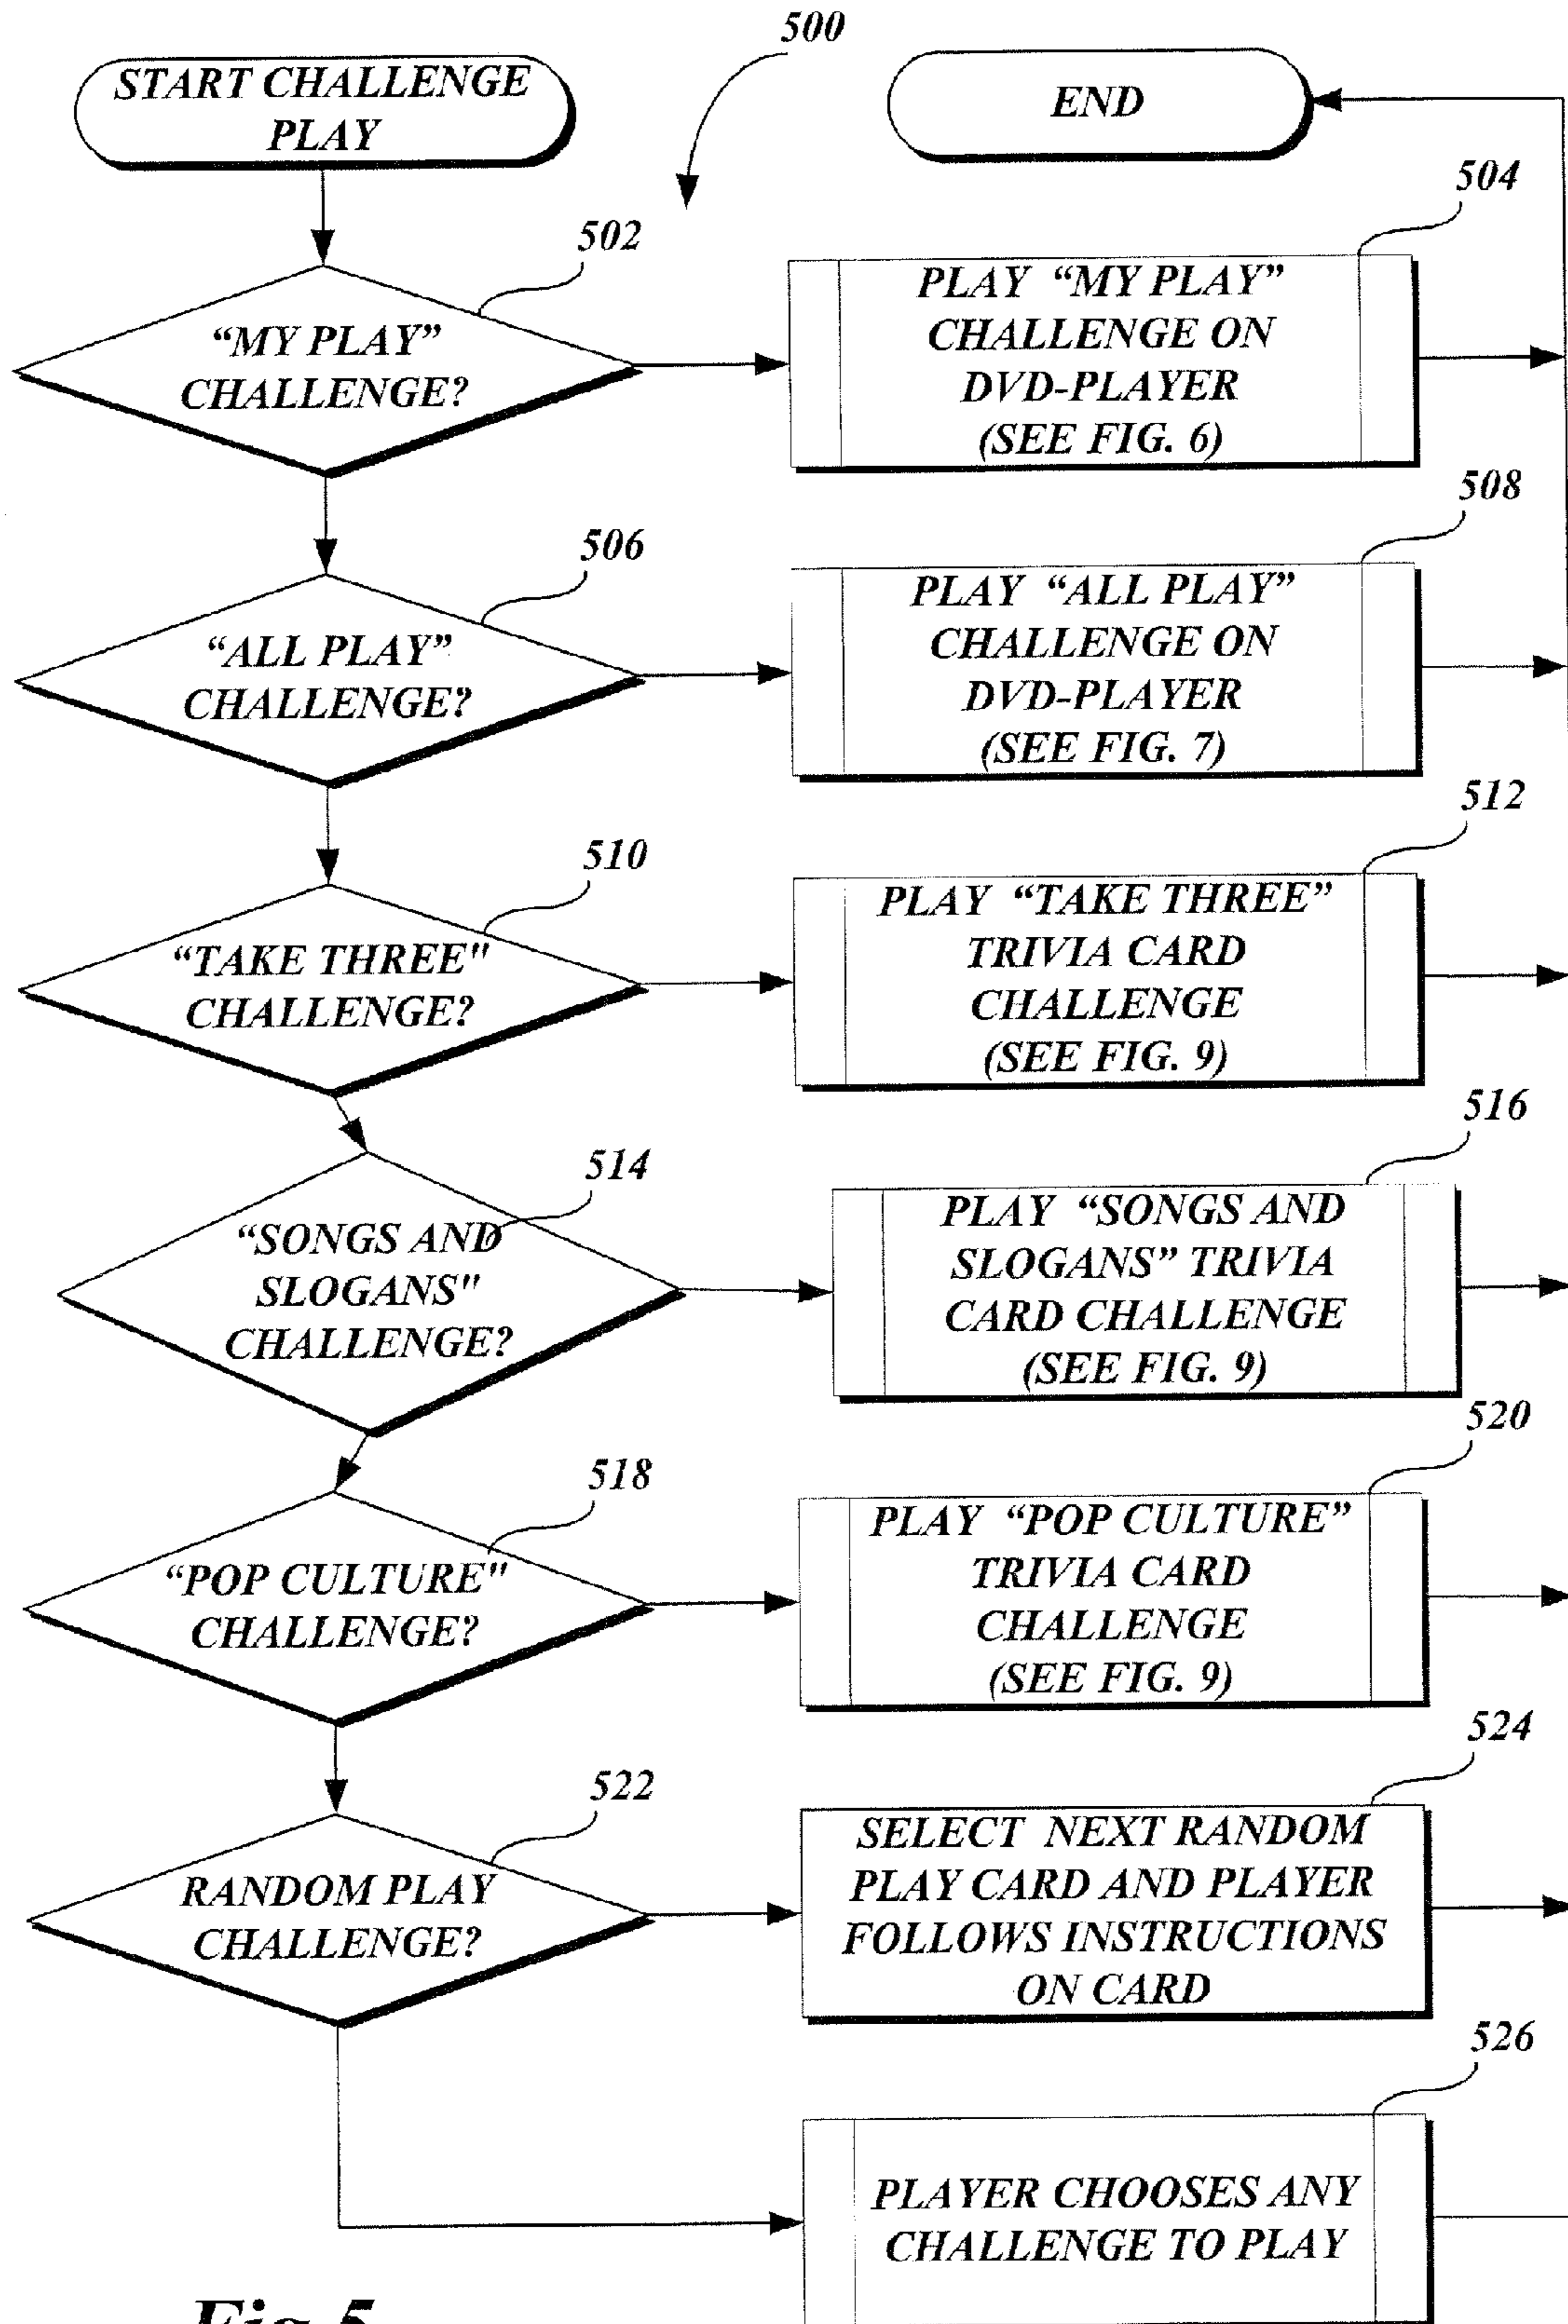 500
START CHALLENGE
PLAY
END
502
504
"MY PLAY"
CHALLENGE?
PLAY "MY PLAY"
CHALLENGE ON
DVD-PLAYER
(SEE FIG. 6)
506
508
"ALL PLAY"
CHALLENGE?
PLAY "ALL PLAY"
CHALLENGE ON
DVD-PLAYER
(SEE FIG. 7)
510
512
"TAKE THREE"
CHALLENGE?
PLAY "TAKE THREE"
TRIVIA CARD
CHALLENGE
(SEE FIG. 9)
514
516
"SONGS AND
SLOGANS"
CHALLENGE?
PLAY "SONGS AND
SLOGANS" TRIVIA
CARD CHALLENGE
(SEE FIG. 9)
518
520
"POP CULTURE"
CHALLENGE?
PLAY "POP CULTURE"
TRIVIA CARD
CHALLENGE
(SEE FIG. 9)
522
524
RANDOM PLAY
CHALLENGE?
SELECT NEXT RANDOM
PLAY CARD AND PLAYER
FOLLOWS INSTRUCTIONS
ON CARD
526
PLAYER CHOOSES ANY
CHALLENGE TO PLAY
Fig. 5